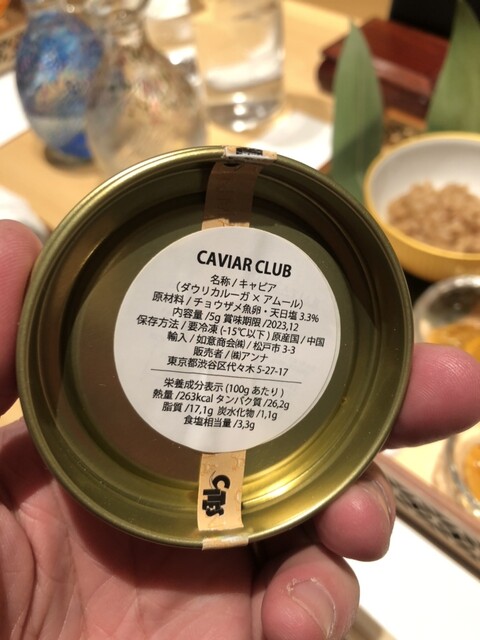 CAVIAR CLUB
名称 / キャビア
(ダウリカルーガ × アムール)
原材料 / チョウザメ魚卵・天日塩 3.3%
内容量 /5g 賞味期限 /2023,12
保存方法 / 要冷凍 (-15℃以下) 原産国 / 中国
輸入 / 如意商会㈱/ 松戸市 3-3
販売者 / ㈱アンナ
東京都渋谷区代々木 5-27-17
栄養成分表示 (100g あたり)
熱量 /263kcal タンパク質 /26,2g
脂質 /17,1g 炭水化物 /1,1g
食塩相当量 /3,3g